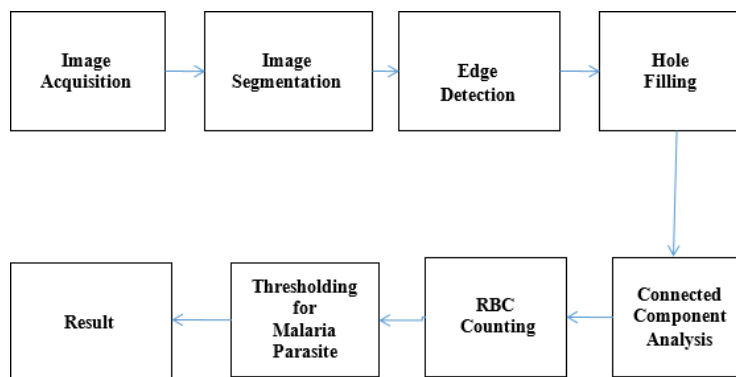 Image
Acquisition
Image
Segmentation
Edge
Detection
Hole
Filling
Connected
Component
Analysis
RBC
Counting
Thresholding
for
Malaria
Parasite
Result